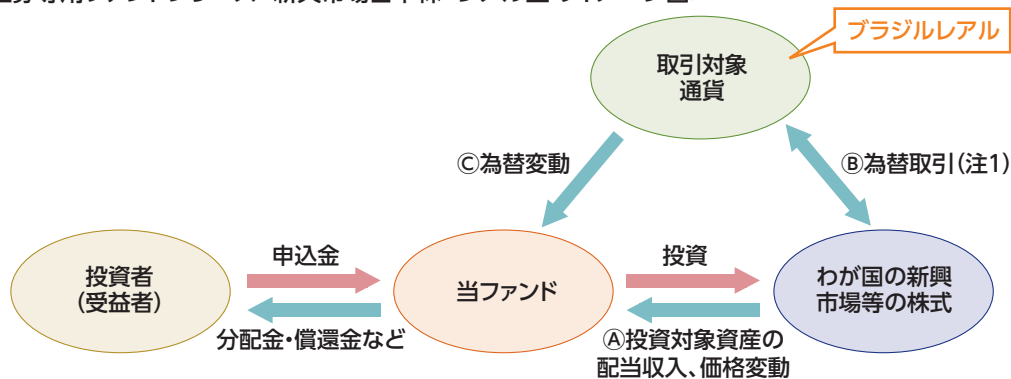 ブラジルレアル
取引対象
通貨
Ⓒ為替変動
Ⓑ為替取引(注1)
申込金
投資
投資者
(受益者)
当ファンド
わが国の新興
市場等の株式
分配金・償還金など
Ⓐ投資対象資産の
配当収入、価格変動